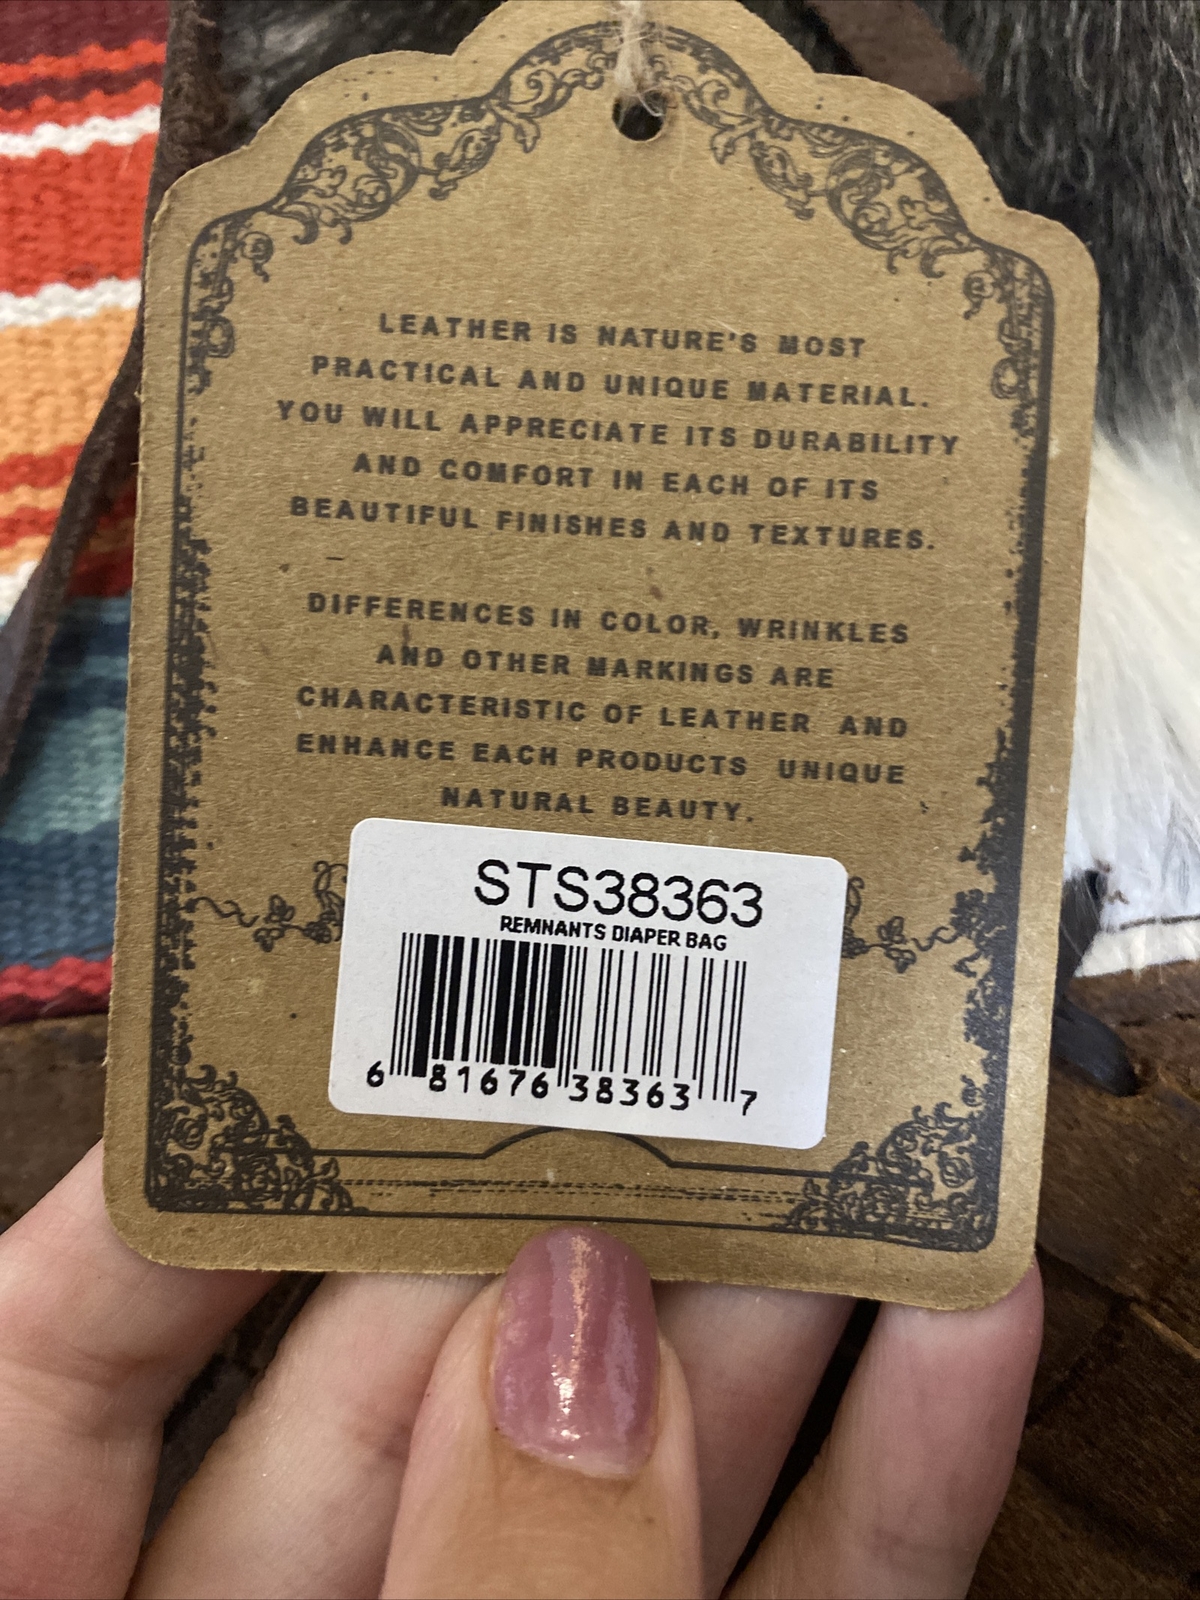 LEATHER IS NATURE'S MOST
PRACTICAL AND UNIQUE MATERIAL.
YOU WILL APPRECIATE ITS DURABILITY
AND COMFORT IN EACH OF ITS
BEAUTIFUL FINISHES AND TEXTURES.
DIFFERENCES IN COLOR, WRINKLES
AND OTHER MARKINGS ARE
CHARACTERISTIC OF LEATHER AND
ENHANCE EACH PRODUCTS UNIQUE
NATURAL BEAUTY.
STS38363
REMNANTS DIAPER BAG
6 81676 38363 7